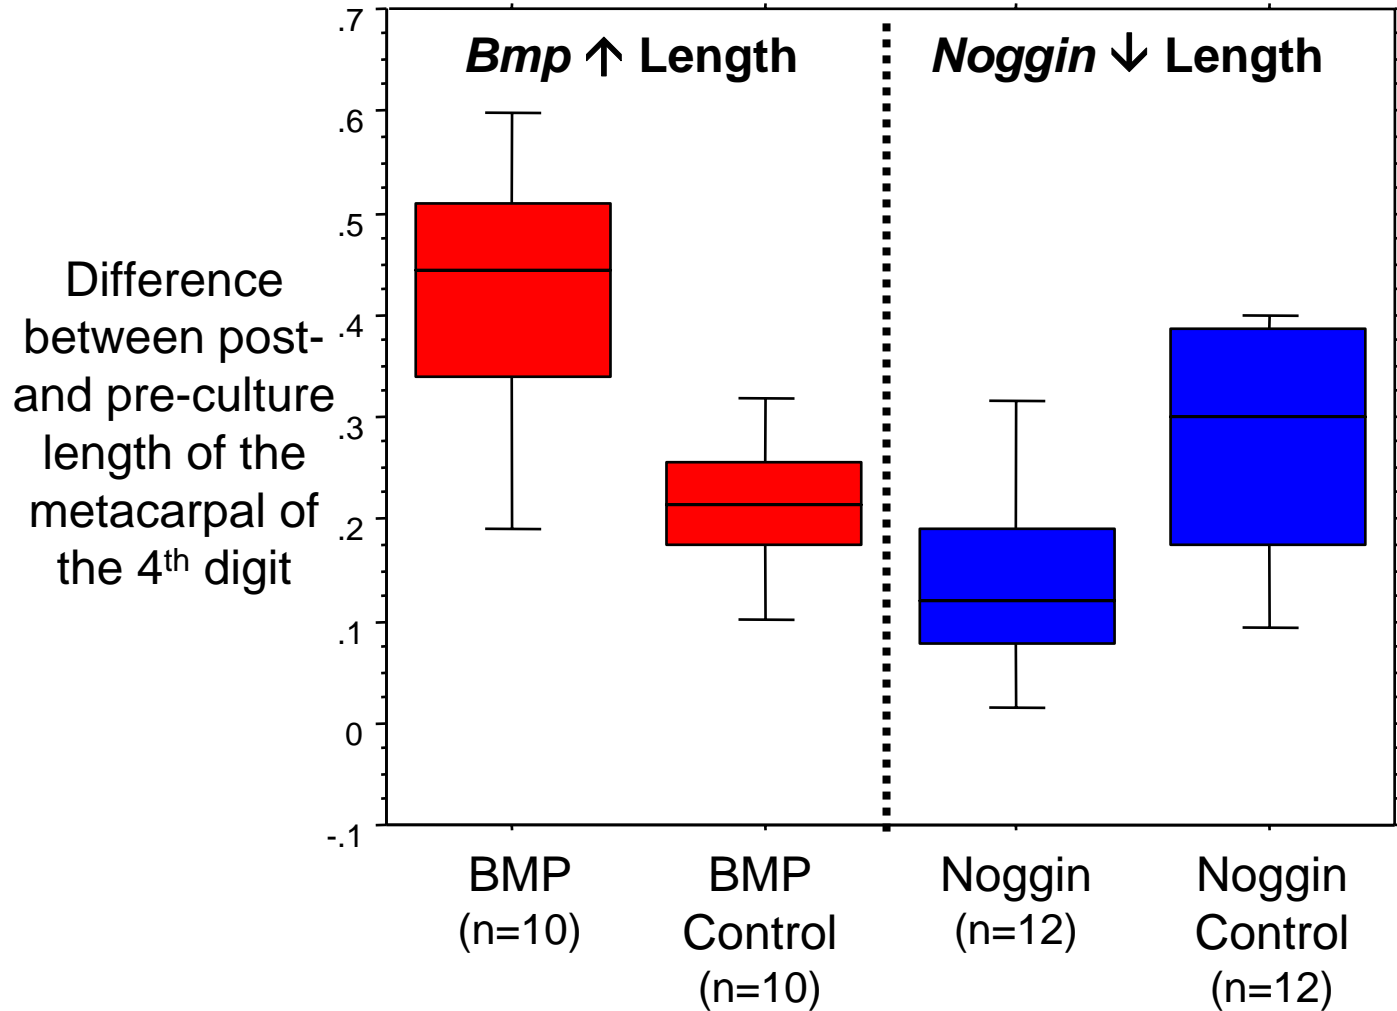 Bmp ↑ Length
Noggin ↓ Length
.7
.6
.5
.4
.3
.2
.1
0
-.1
Difference
between post-
and pre-culture
length of the
metacarpal of
the 4th digit
BMP
(n=10)
BMP
Control
(n=10)
Noggin
(n=12)
Noggin
Control
(n=12)